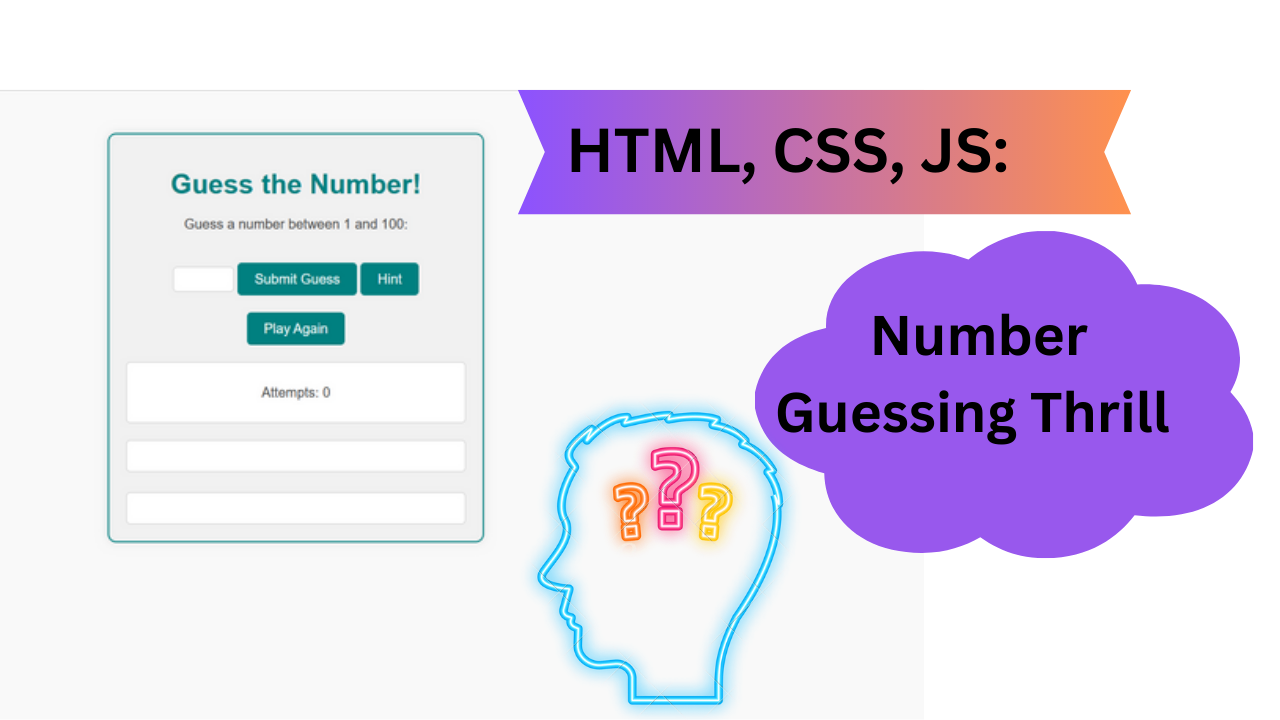 HTML, CSS, JS:
Guess the Number!
Guess a number between 1 and 100:
Submit Guess
Hint
Play Again
Attempts: 0
Number
Guessing Thrill
? ? ?